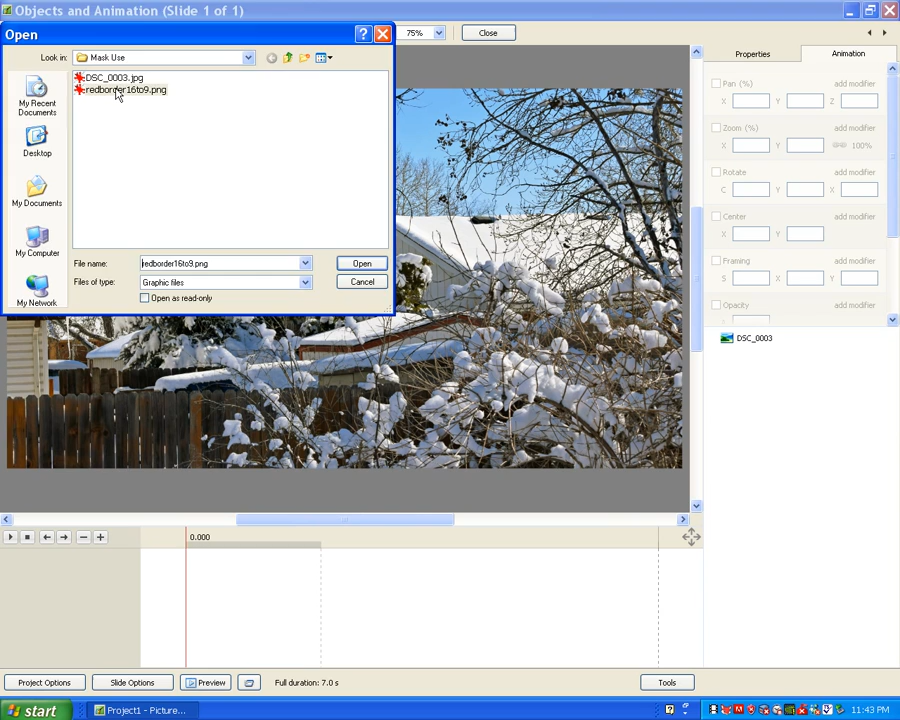 Objects and Animation (Slide 1 of 1)
Open
75%
Close
Look in:
Mask Use
Properties
Animation
My Recent
Documents
Desktop
My Documents
My Computer
My Network
DSC_0003.jpg
redborder16to9.png
File name:
redborder16to9.png
Open
Files of type:
Graphic files
Cancel
Open as read-only
Pan (%)
add modifier
X
Y
Z
Zoom (%)
add modifier
X
Y
100%
Rotate
add modifier
C
Y
X
Center
add modifier
X
Y
Framing
add modifier
S
X
Y
Opacity
add modifier
DSC_0003
0.000
Project Options
Slide Options
Preview
Full duration: 7.0 s
Tools
start
Project1 - Picture...
11:43 PM